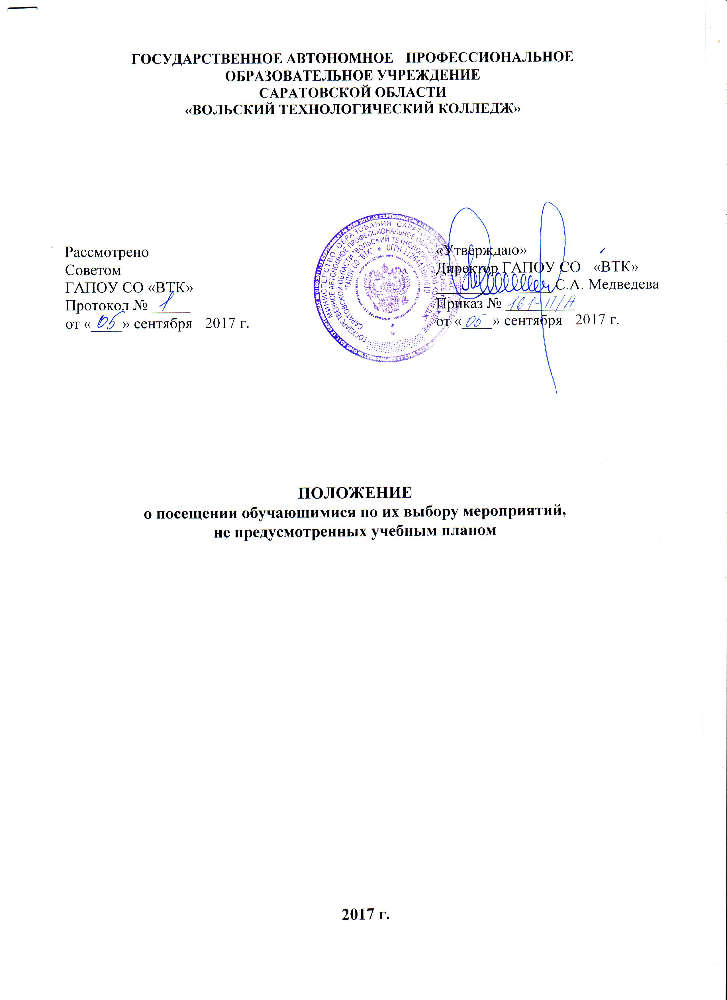 ГОСУДАРСТВЕННОЕ АВТОНОМНОЕ ПРОФЕССИОНАЛЬНОЕ
ОБРАЗОВАТЕЛЬНОЕ УЧРЕЖДЕНИЕ
САРАТОВСКОЙ ОБЛАСТИ
«ВОЛЬСКИЙ ТЕХНОЛОГИЧЕСКИЙ КОЛЛЕДЖ»
Рассмотрено
Советом
ГАПОУ СО «ВТК»
Протокол № 1
от «05» сентября 2017 г.
МИНИСТЕРСТВО ОБРАЗОВАНИЯ САРАТОВСКОЙ
ГОСУДАРСТВЕННОЕ АВТОНОМНОЕ ПРОФЕССИОНАЛЬНОЕ ОБРАЗОВАТЕЛЬНОЕ УЧРЕЖДЕНИЕ
САРАТОВСКОЙ ОБЛАСТИ "ВОЛЬСКИЙ ТЕХНОЛОГИЧЕСКИЙ КОЛЛЕДЖ"
"ГАПОУ СО "ВТК" * ОГРН 1126441000410
ИНН 6441021051
«Утверждаю»
Директор ГАПОУ СО «ВТК»
С.А. Медведева
Приказ № 161-П/А
от «05» сентября 2017 г.
ПОЛОЖЕНИЕ
о посещении обучающимися по их выбору мероприятий,
не предусмотренных учебным планом
2017 г.